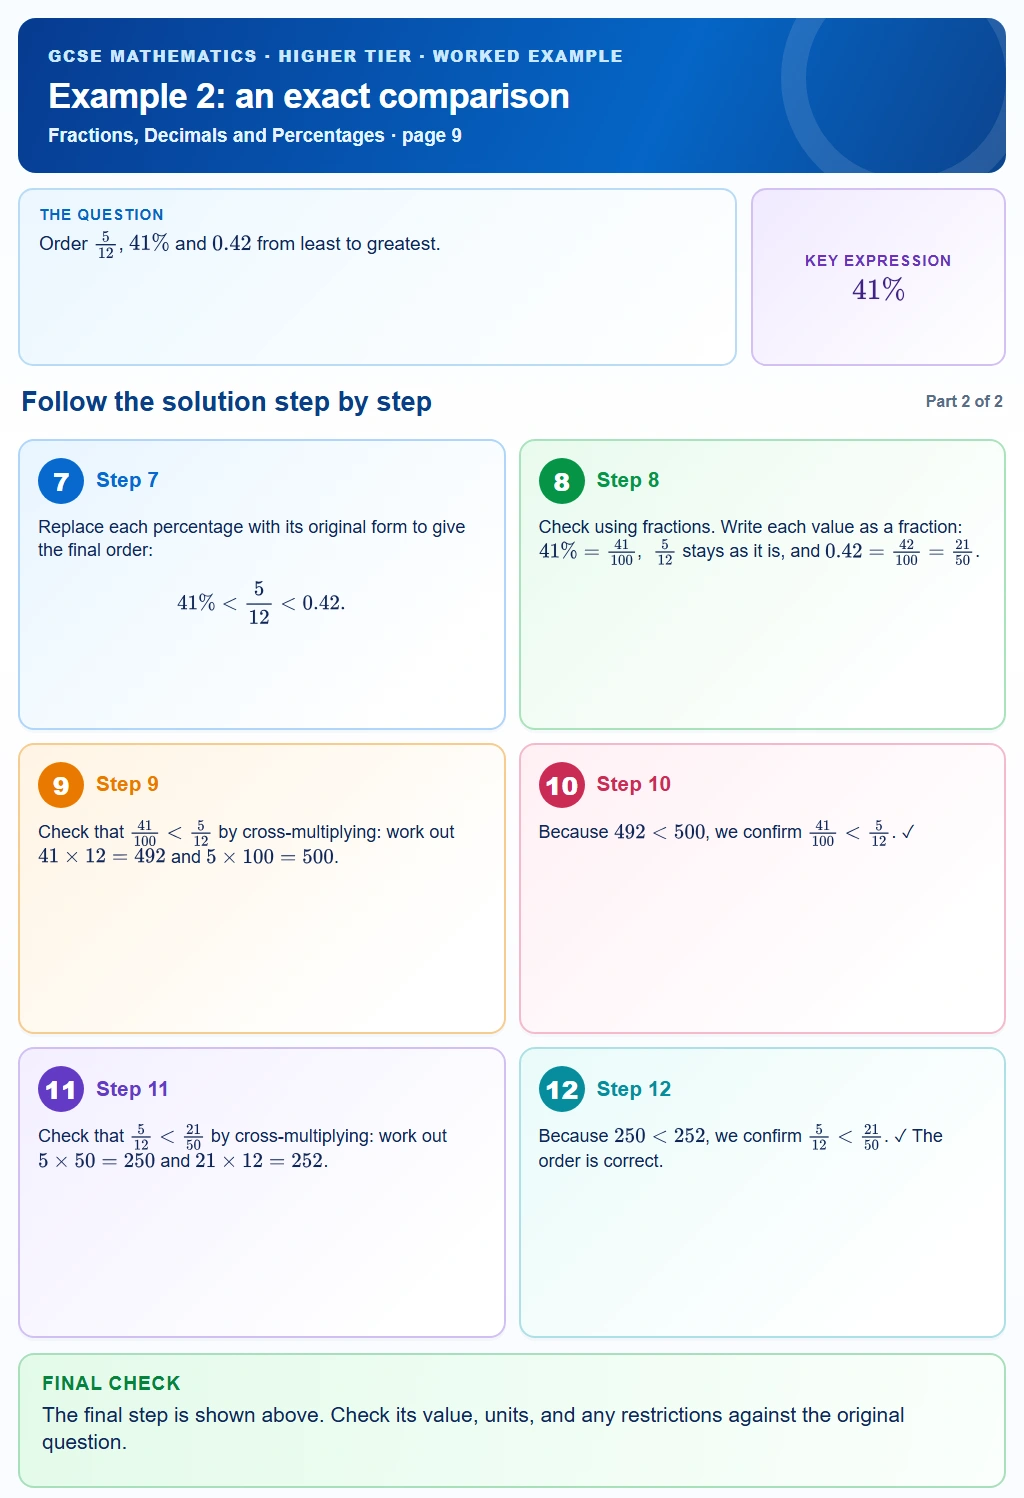 GCSE MATHEMATICS · HIGHER TIER · WORKED EXAMPLE
Example 2: an exact comparison
Fractions, Decimals and Percentages · page 9
THE QUESTION
Order 5/12, 41% and 0.42 from least to greatest.
KEY EXPRESSION
41%
Follow the solution step by step
Part 2 of 2
7 Step 7
Replace each percentage with its original form to give
the final order:
41% < 5/12 < 0.42.
8 Step 8
Check using fractions. Write each value as a fraction:
41% = 41/100, 5/12 stays as it is, and 0.42 = 42/100 = 21/50.
9 Step 9
Check that 41/100 < 5/12 by cross-multiplying: work out
41 × 12 = 492 and 5 × 100 = 500.
10 Step 10
Because 492 < 500, we confirm 41/100 < 5/12. ✓
11 Step 11
Check that 5/12 < 21/50 by cross-multiplying: work out
5 × 50 = 250 and 21 × 12 = 252.
12 Step 12
Because 250 < 252, we confirm 5/12 < 21/50. ✓ The
order is correct.
FINAL CHECK
The final step is shown above. Check its value, units, and any restrictions against the original
question.